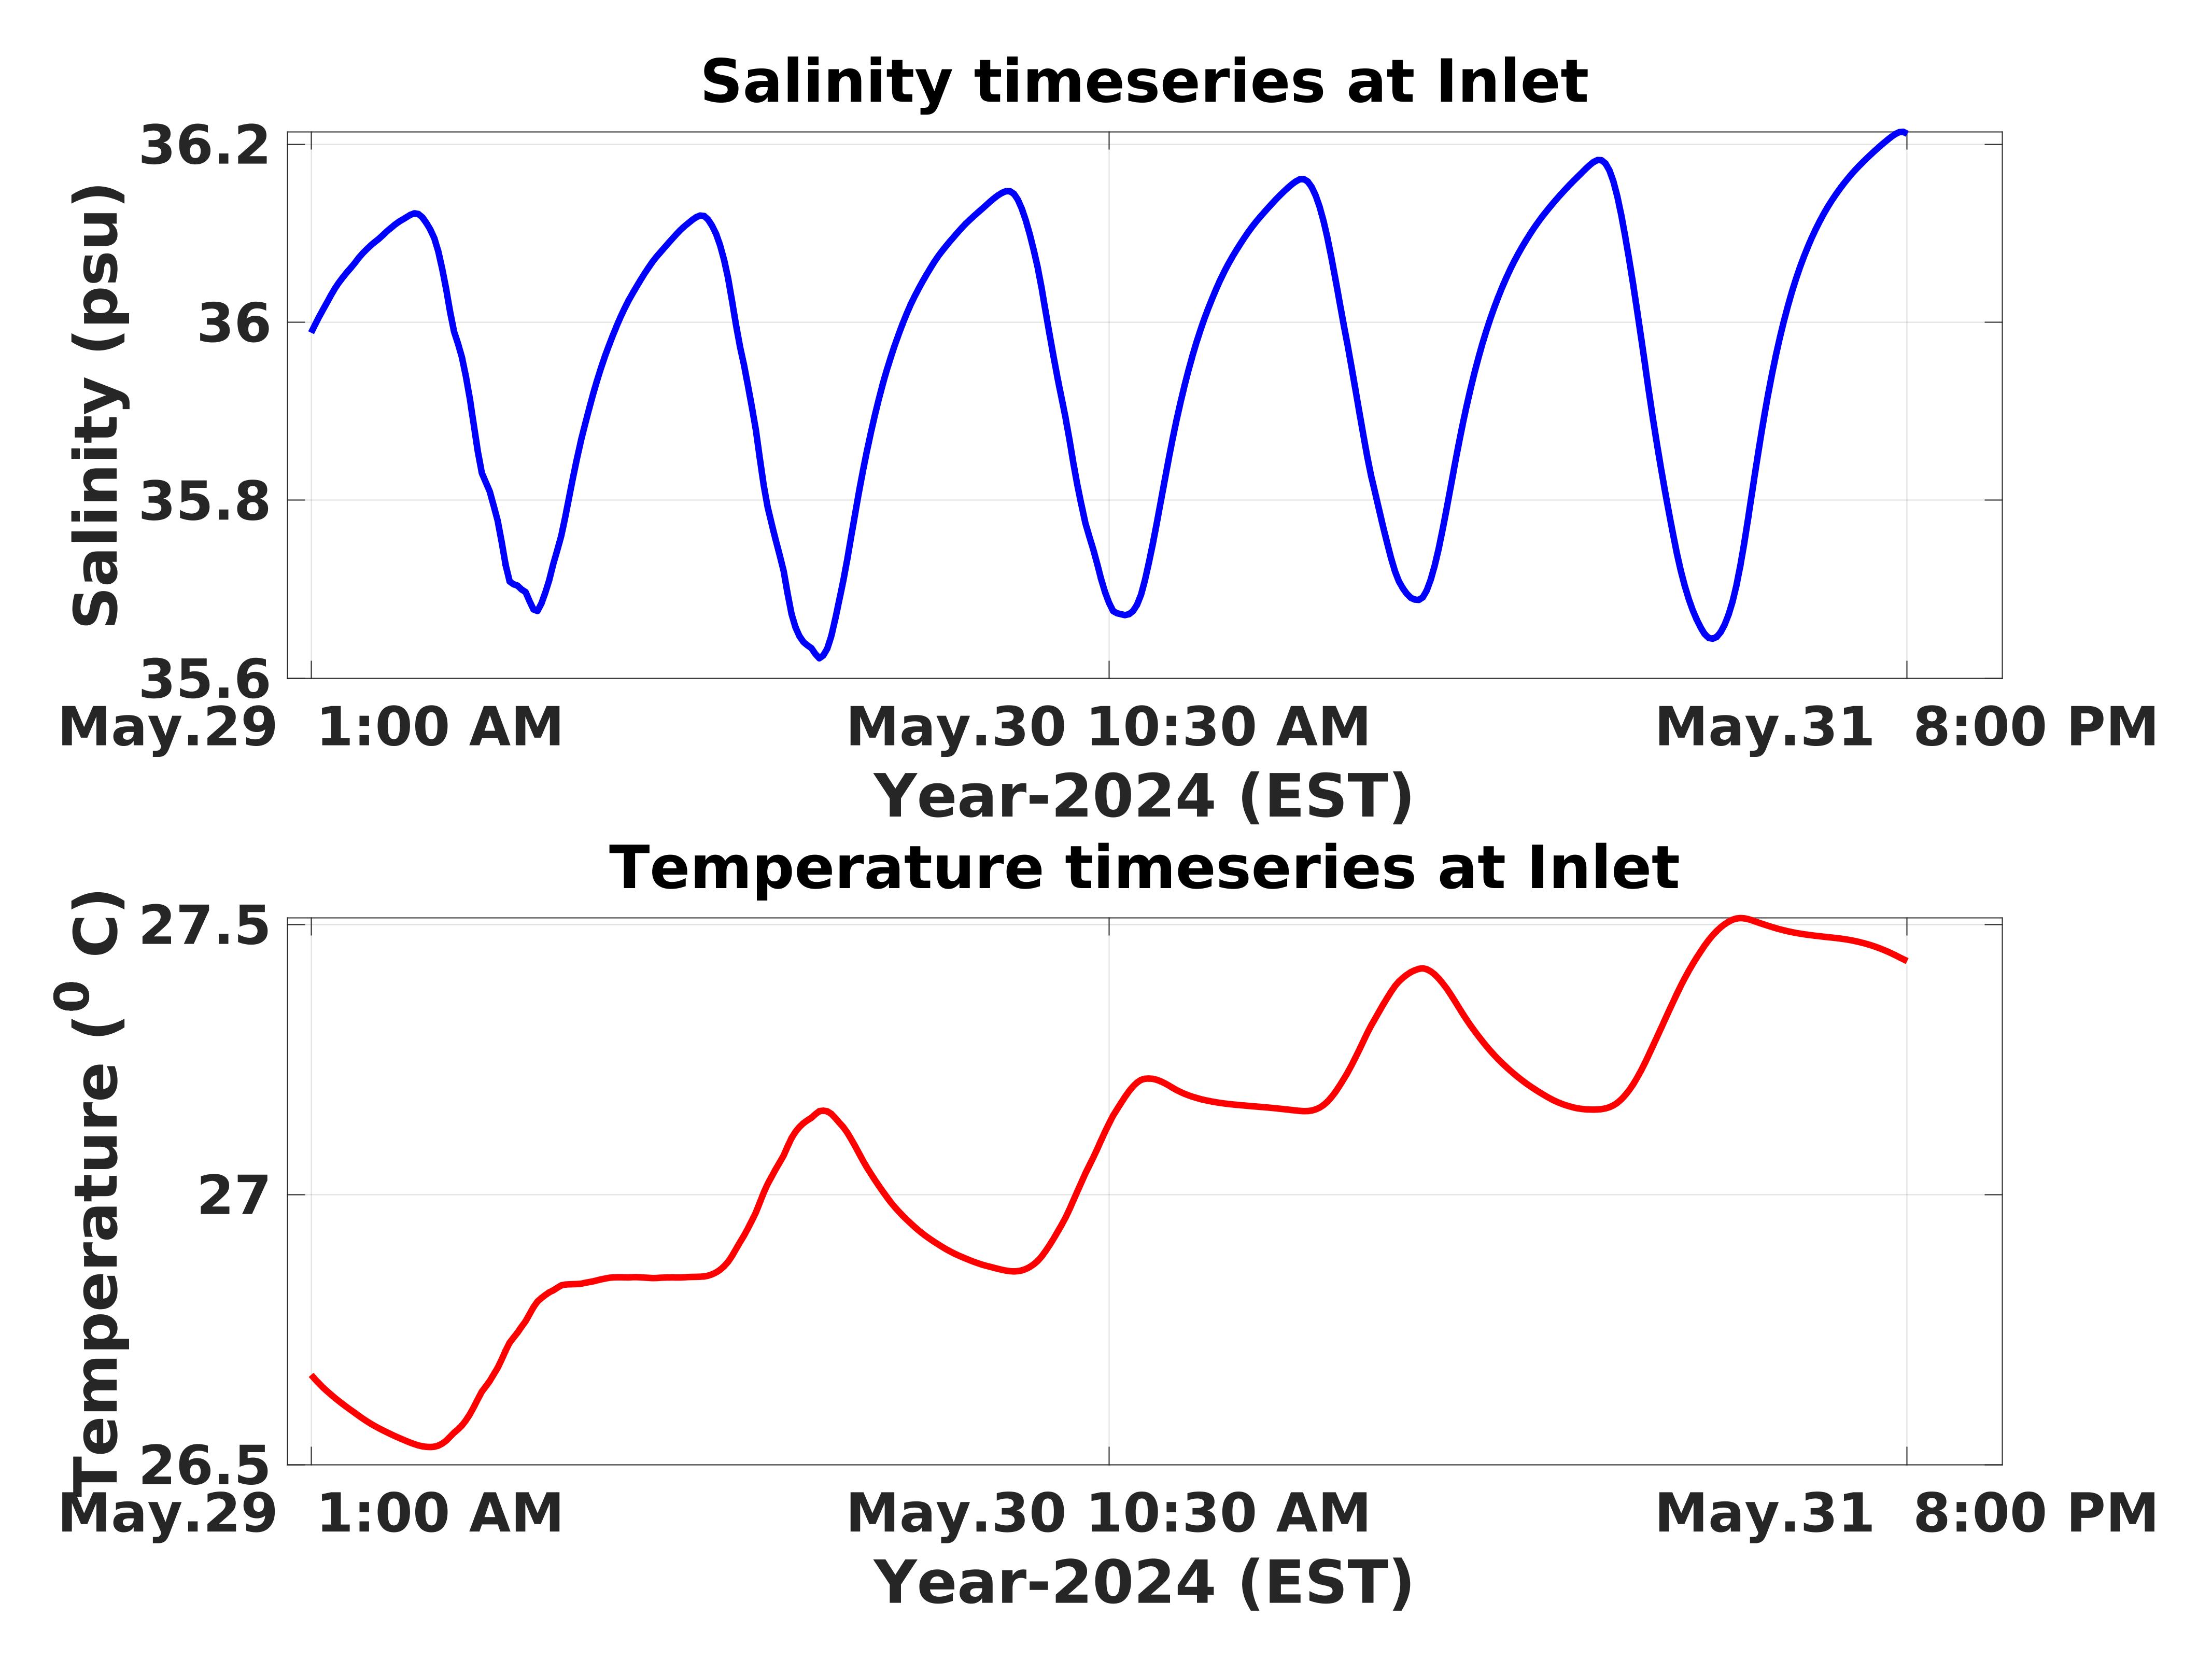 Salinity timeseries at Inlet
Salinity (psu)
36.2
36
35.8
35.6
May.29 1:00 AM May.30 10:30 AM May.31 8:00 PM
Year-2024 (EST)
Temperature timeseries at Inlet
Temperature (⁰ C)
27.5
27
26.5
May.29 1:00 AM May.30 10:30 AM May.31 8:00 PM
Year-2024 (EST)